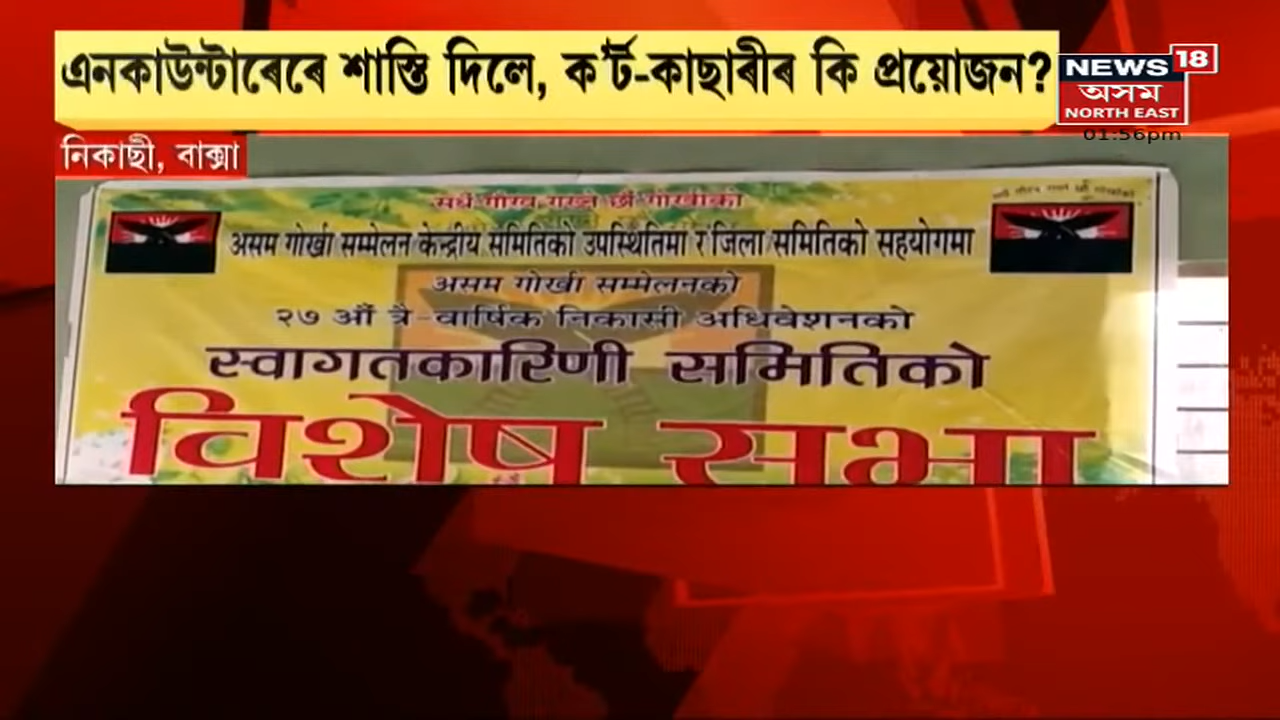 এনকাউন্টাৰেৰে শাস্তি দিলে, ক'ৰ্ট-কাছাৰীৰ কি প্ৰয়োজন?
NEWS 18
অসম
NORTH EAST
01:56pm
নিকাছী, বাক্সা
असम गोर्खा सम्मेलन केन्द्रीय समितिको उपस्थितिमा र जिला समितिको सहयोगमा
असम गोर्खा सम्मेलनको
२७ औं त्रै-वार्षिक निकासी अधिवेशनको
स्वागतकारिणी समितिको
विशेष सभा